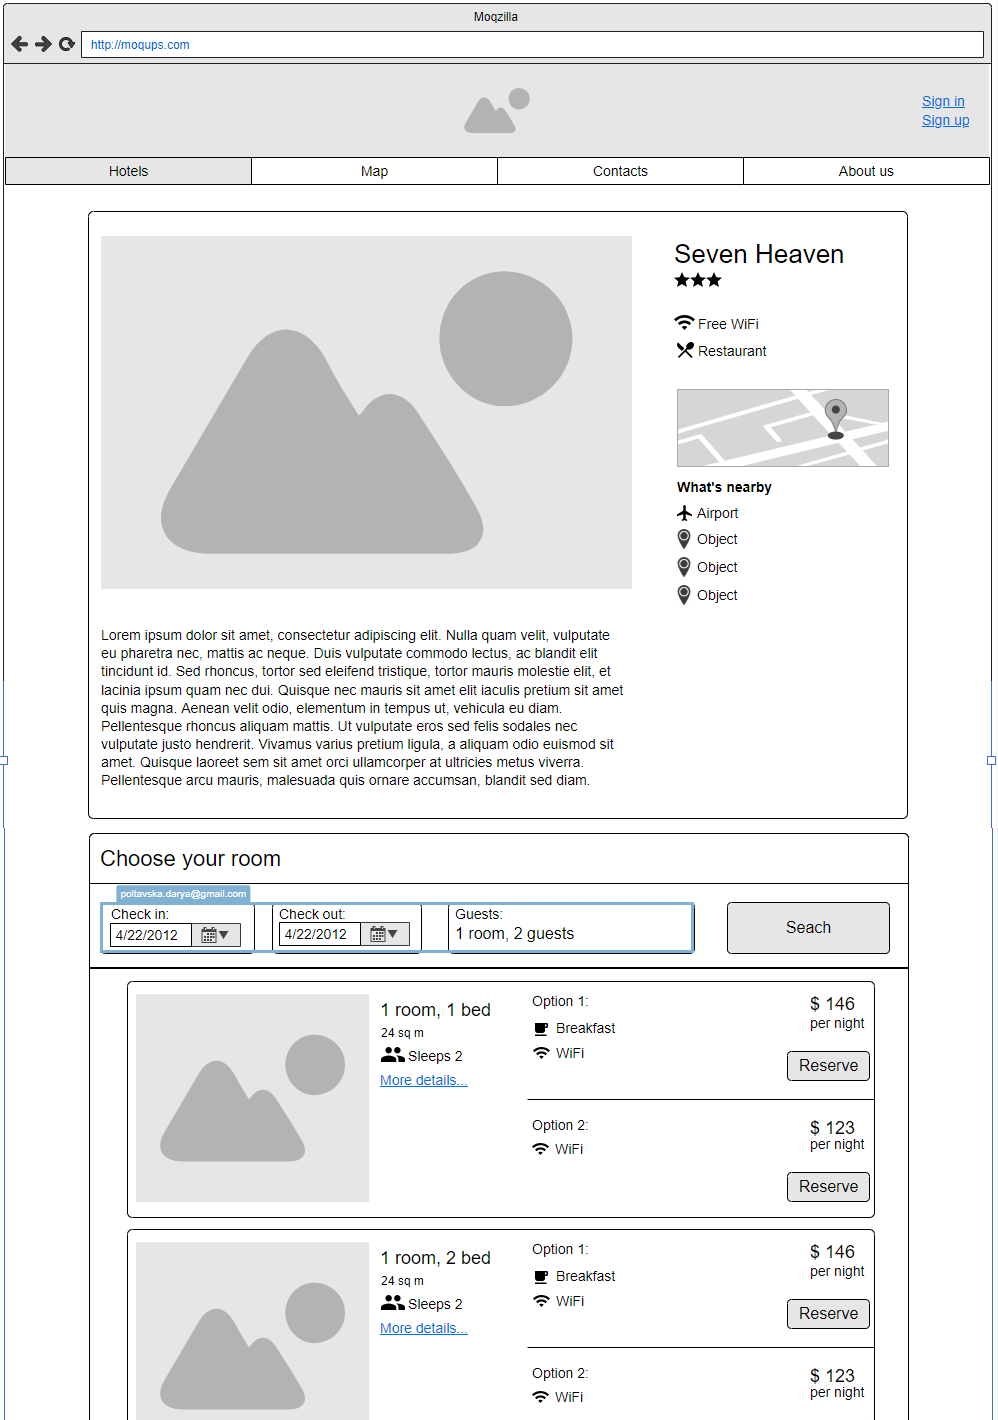 Moqzilla
http://moqups.com
Sign in
Sign up
Hotels
Map
Contacts
About us
Seven Heaven
Free WiFi
Restaurant
What's nearby
Airport
Object
Object
Object
Lorem ipsum dolor sit amet, consectetur adipiscing elit. Nulla quam velit, vulputate
eu pharetra nec, mattis ac neque. Duis vulputate commodo lectus, ac blandit elit
tincidunt id. Sed rhoncus, tortor sed eleifend tristique, tortor mauris molestie elit, et
lacinia ipsum quam nec dui. Quisque nec mauris sit amet elit iaculis pretium sit amet
quis magna. Aenean velit odio, elementum in tempus ut, vehicula eu diam.
Pellentesque rhoncus aliquam mattis. Ut vulputate eros sed felis sodales nec
vulputate justo hendrerit. Vivamus varius pretium ligula, a aliquam odio euismod sit
amet. Quisque laoreet sem sit amet orci ullamcorper at ultricies metus viverra.
Pellentesque arcu mauris, malesuada quis ornare accumsan, blandit sed diam.
Choose your room
poltavska.darya@gmail.com
Check in:
4/22/2012
Check out:
4/22/2012
Guests:
1 room, 2 guests
Seach
1 room, 1 bed
24 sq m
Sleeps 2
More details...
Option 1:
Breakfast
WiFi
$ 146
per night
Reserve
Option 2:
WiFi
$ 123
per night
Reserve
1 room, 2 bed
24 sq m
Sleeps 2
More details...
Option 1:
Breakfast
WiFi
$ 146
per night
Reserve
Option 2:
WiFi
$ 123
per night